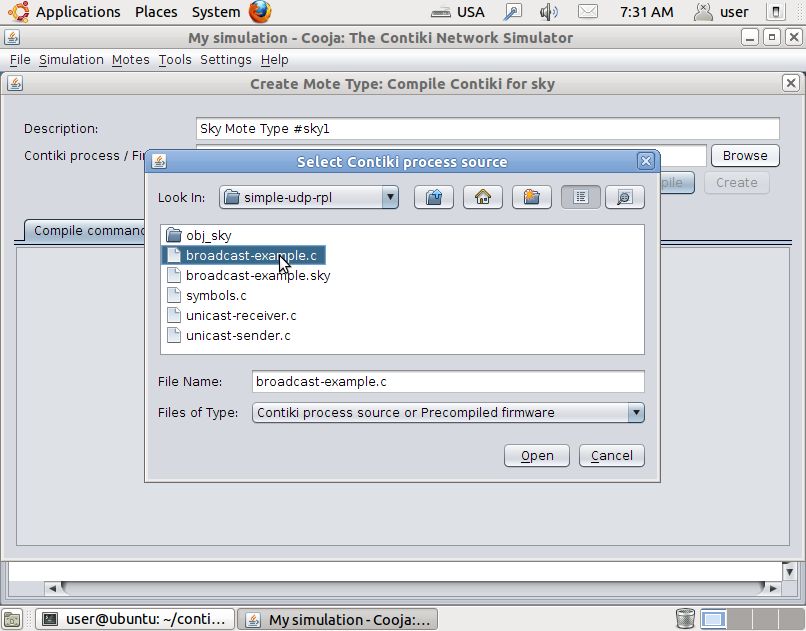 Applications Places System USA 7:31 AM user
My simulation - Cooja: The Contiki Network Simulator
File Simulation Motes Tools Settings Help
Create Mote Type: Compile Contiki for sky
Description: Sky Mote Type #sky1
Contiki process / Fir Browse
Select Contiki process source
Look In: simple-udp-rpl
pile Create
Compile command
obj_sky
broadcast-example.c
broadcast-example.sky
symbols.c
unicast-receiver.c
unicast-sender.c
File Name: broadcast-example.c
Files of Type: Contiki process source or Precompiled firmware
Open Cancel
user@ubuntu: ~/conti... My simulation - Cooja:...